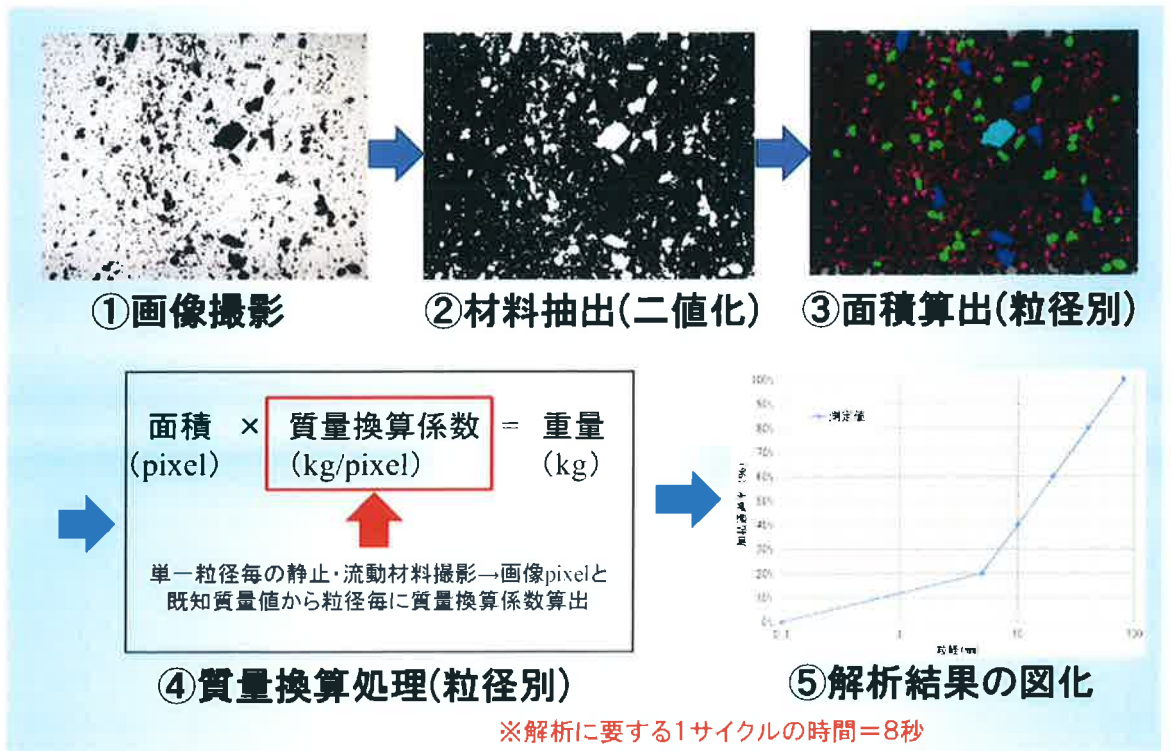 ①画像撮影
②材料抽出(二値化)
③面積算出(粒径別)
面積 × 質量換算係数 = 重量
(pixel) (kg/pixel) (kg)
単一粒径毎の静止・流動材料撮影→画像pixelと
既知質量値から粒径毎に質量換算係数算出
④質量換算処理(粒径別)
100%
90%
80%
70%
60%
50%
40%
30%
20%
10%
0%
測定値
0.1 1 10 100
粒径(mm)
⑤解析結果の図化
※解析に要する1サイクルの時間=8秒